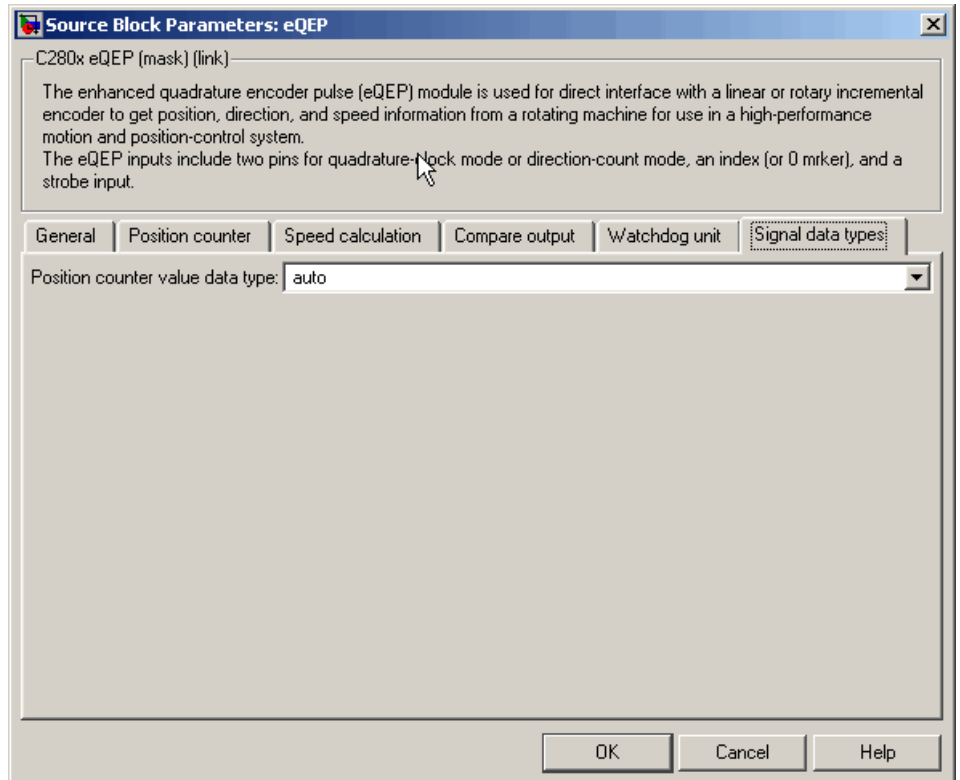 Source Block Parameters: eQEP
C280x eQEP (mask) (link)
The enhanced quadrature encoder pulse (eQEP) module is used for direct interface with a linear or rotary incremental
encoder to get position, direction, and speed information from a rotating machine for use in a high-performance
motion and position-control system.
The eQEP inputs include two pins for quadrature-clock mode or direction-count mode, an index (or 0 mrker), and a
strobe input.
General Position counter Speed calculation Compare output Watchdog unit Signal data types
Position counter value data type: auto
OK Cancel Help